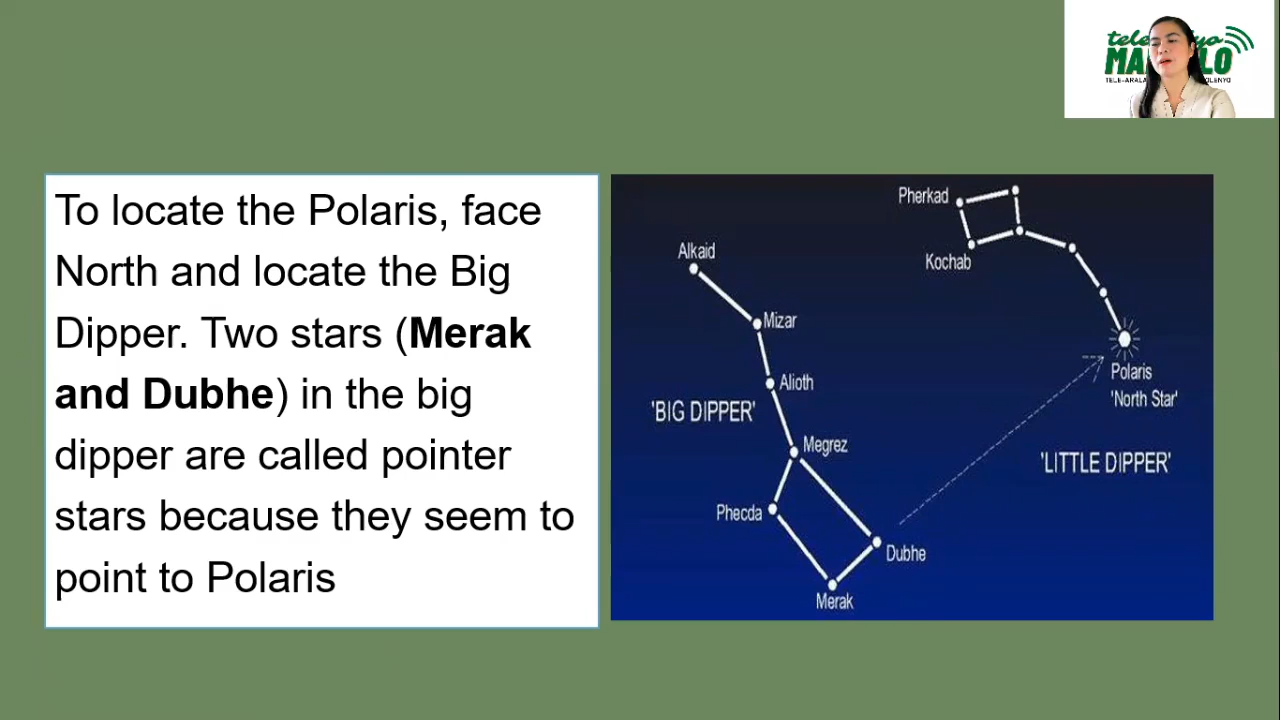 To locate the Polaris, face
North and locate the Big
Dipper. Two stars (Merak
and Dubhe) in the big
dipper are called pointer
stars because they seem to
point to Polaris
Pherkad
Kochab
Alkaid
Mizar
Alioth
'BIG DIPPER'
Megrez
Phecda
Dubhe
Merak
Polaris
'North Star'
'LITTLE DIPPER'